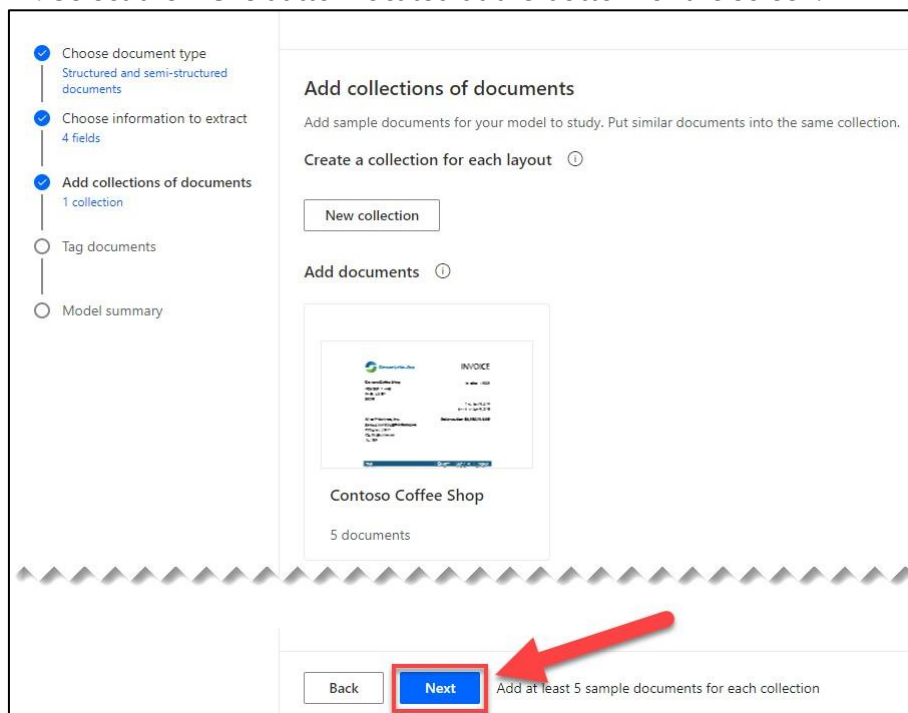 Choose document type
Structured and semi-structured
documents
Choose information to extract
4 fields
Add collections of documents
1 collection
Tag documents
Model summary
Add collections of documents
Add sample documents for your model to study. Put similar documents into the same collection.
Create a collection for each layout
New collection
Add documents
INVOICE
Contoso Coffee Shop
5 documents
Back
Next
Add at least 5 sample documents for each collection